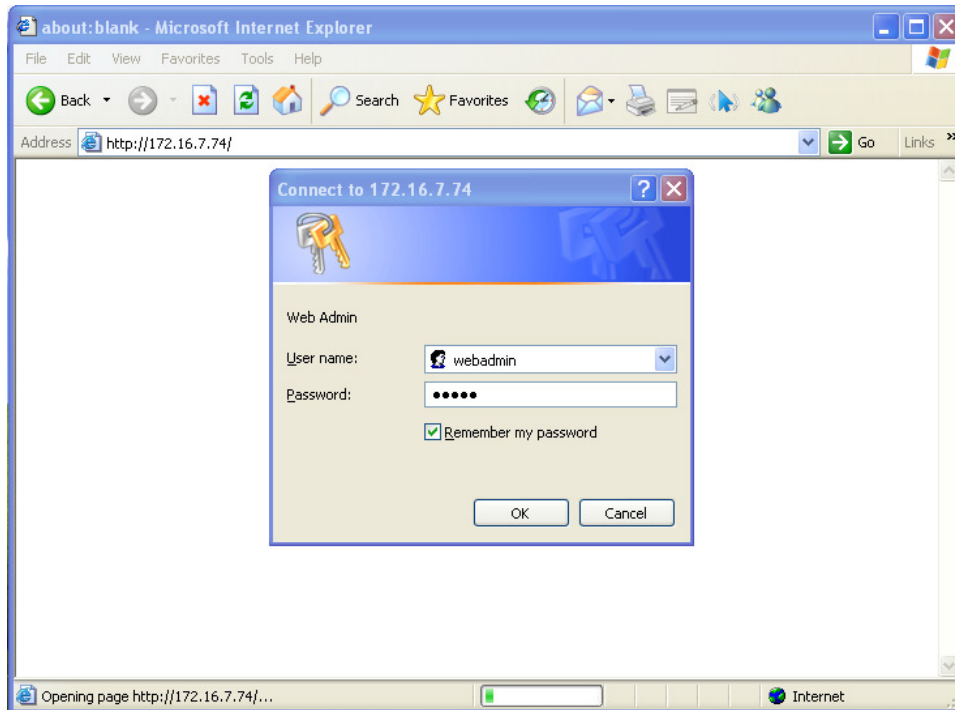 about:blank - Microsoft Internet Explorer
File Edit View Favorites Tools Help
Back Search Favorites
Address http://172.16.7.74/ Go Links »
Connect to 172.16.7.74
Web Admin
User name: webadmin
Password: •••••
Remember my password
OK Cancel
Opening page http://172.16.7.74/... Internet